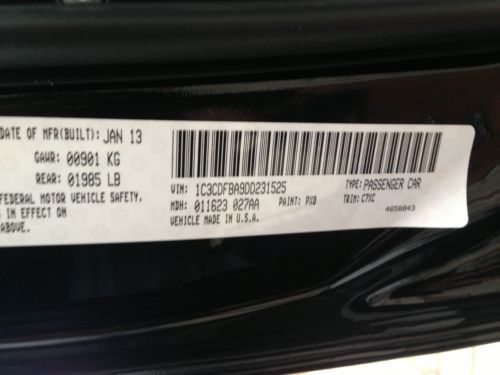 DATE OF MFR(BUILT): JAN 13
GAWR: 00901 KG
REAR: 01985 LB
FEDERAL MOTOR VEHICLE SAFETY,
IN EFFECT ON
ABOVE.
VIN: 1C3CDFBA9DD231525
TYPE: PASSENGER CAR
MDH: 011623 027AA
PAINT: PX8
TRIM: C7XC
VEHICLE MADE IN U.S.A.
4658043